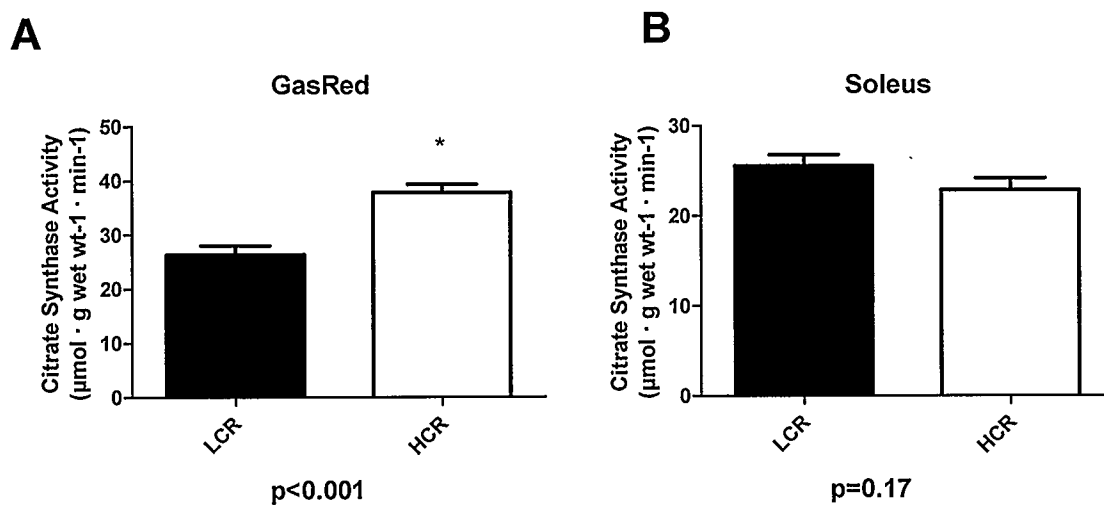 A
GasRed
Citrate Synthase Activity
(µmol · g wet wt-1 · min-1)
50
40
30
20
10
0
*
LCR
HCR
p<0.001
B
Soleus
Citrate Synthase Activity
(µmol · g wet wt-1 · min-1)
30
20
10
0
LCR
HCR
p=0.17